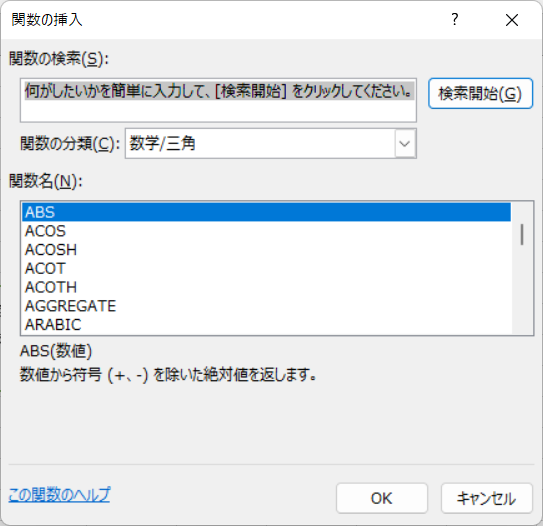 関数の挿入
?
関数の検索(S):
何がしたいかを簡単に入力して、[検索開始] をクリックしてください。
検索開始(G)
関数の分類(C): 数学/三角
関数名(N):
ABS
ACOS
ACOSH
ACOT
ACOTH
AGGREGATE
ARABIC
ABS(数値)
数値から符号 (+、-) を除いた絶対値を返します。
この関数のヘルプ
OK
キャンセル